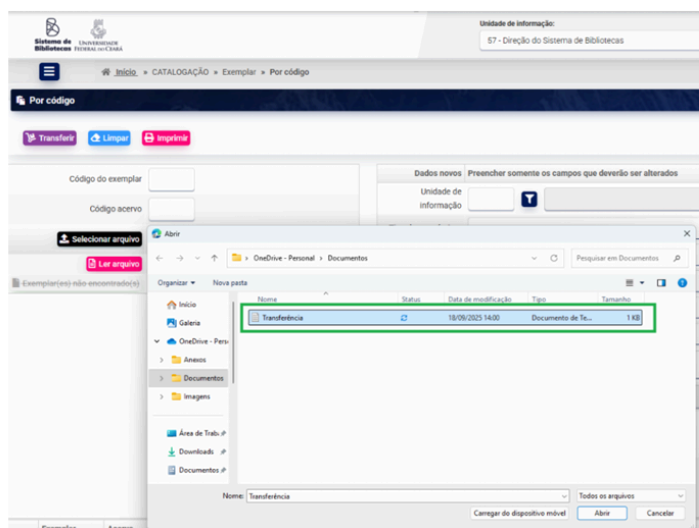 Sistema de
Bibliotecas
UNIVERSIDADE
FEDERAL DO CEARÁ
Unidade de informação:
57 - Direção do Sistema de Bibliotecas
Início » CATALOGAÇÃO » Exemplar » Por código
Por código
Transferir
Limpar
Imprimir
Código do exemplar
Código acervo
Selecionar arquivo
Ler arquivo
Exemplar(es) não encontrado(s)
Dados novos Preencher somente os campos que deverão ser alterados
Unidade de
informação
Abrir
OneDrive - Personal › Documentos
Pesquisar em Documentos
Organizar
Nova pasta
Nome
Status
Data de modificação
Tipo
Tamanho
Transferência
18/09/2025 14:00
Documento de Te...
1 KB
Início
Galeria
OneDrive - Pers
Anexos
Documentos
Imagens
Área de Trab
Downloads
Documentos
Nome: Transferência
Todos os arquivos
Carregar do dispositivo móvel
Abrir
Cancelar